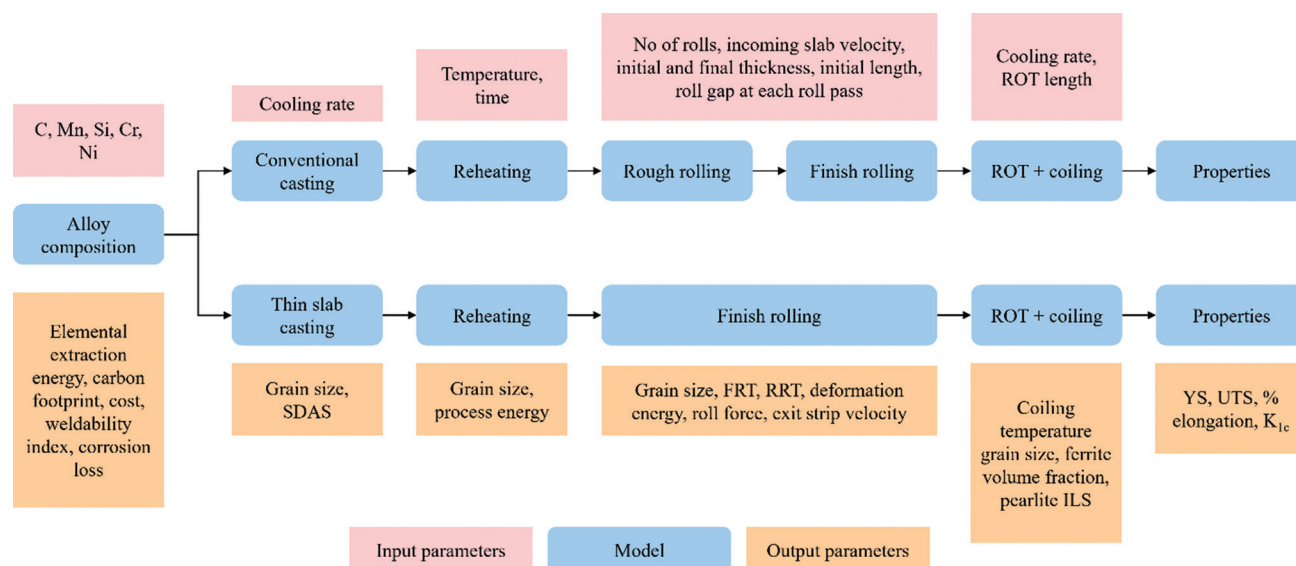 No of rolls, incoming slab velocity,
initial and final thickness, initial length,
roll gap at each roll pass
Cooling rate,
ROT length
Temperature,
time
Cooling rate
C, Mn, Si, Cr,
Ni
Conventional
casting
Reheating
Rough rolling
Finish rolling
ROT + coiling
Properties
Alloy
composition
Thin slab
casting
Reheating
Finish rolling
ROT + coiling
Properties
Elemental
extraction
energy, carbon
footprint, cost,
weldability
index, corrosion
loss
Grain size,
SDAS
Grain size,
process energy
Grain size, FRT, RRT, deformation
energy, roll force, exit strip velocity
Coiling
temperature
grain size, ferrite
volume fraction,
pearlite ILS
YS, UTS, %
elongation, K1c
Input parameters
Model
Output parameters